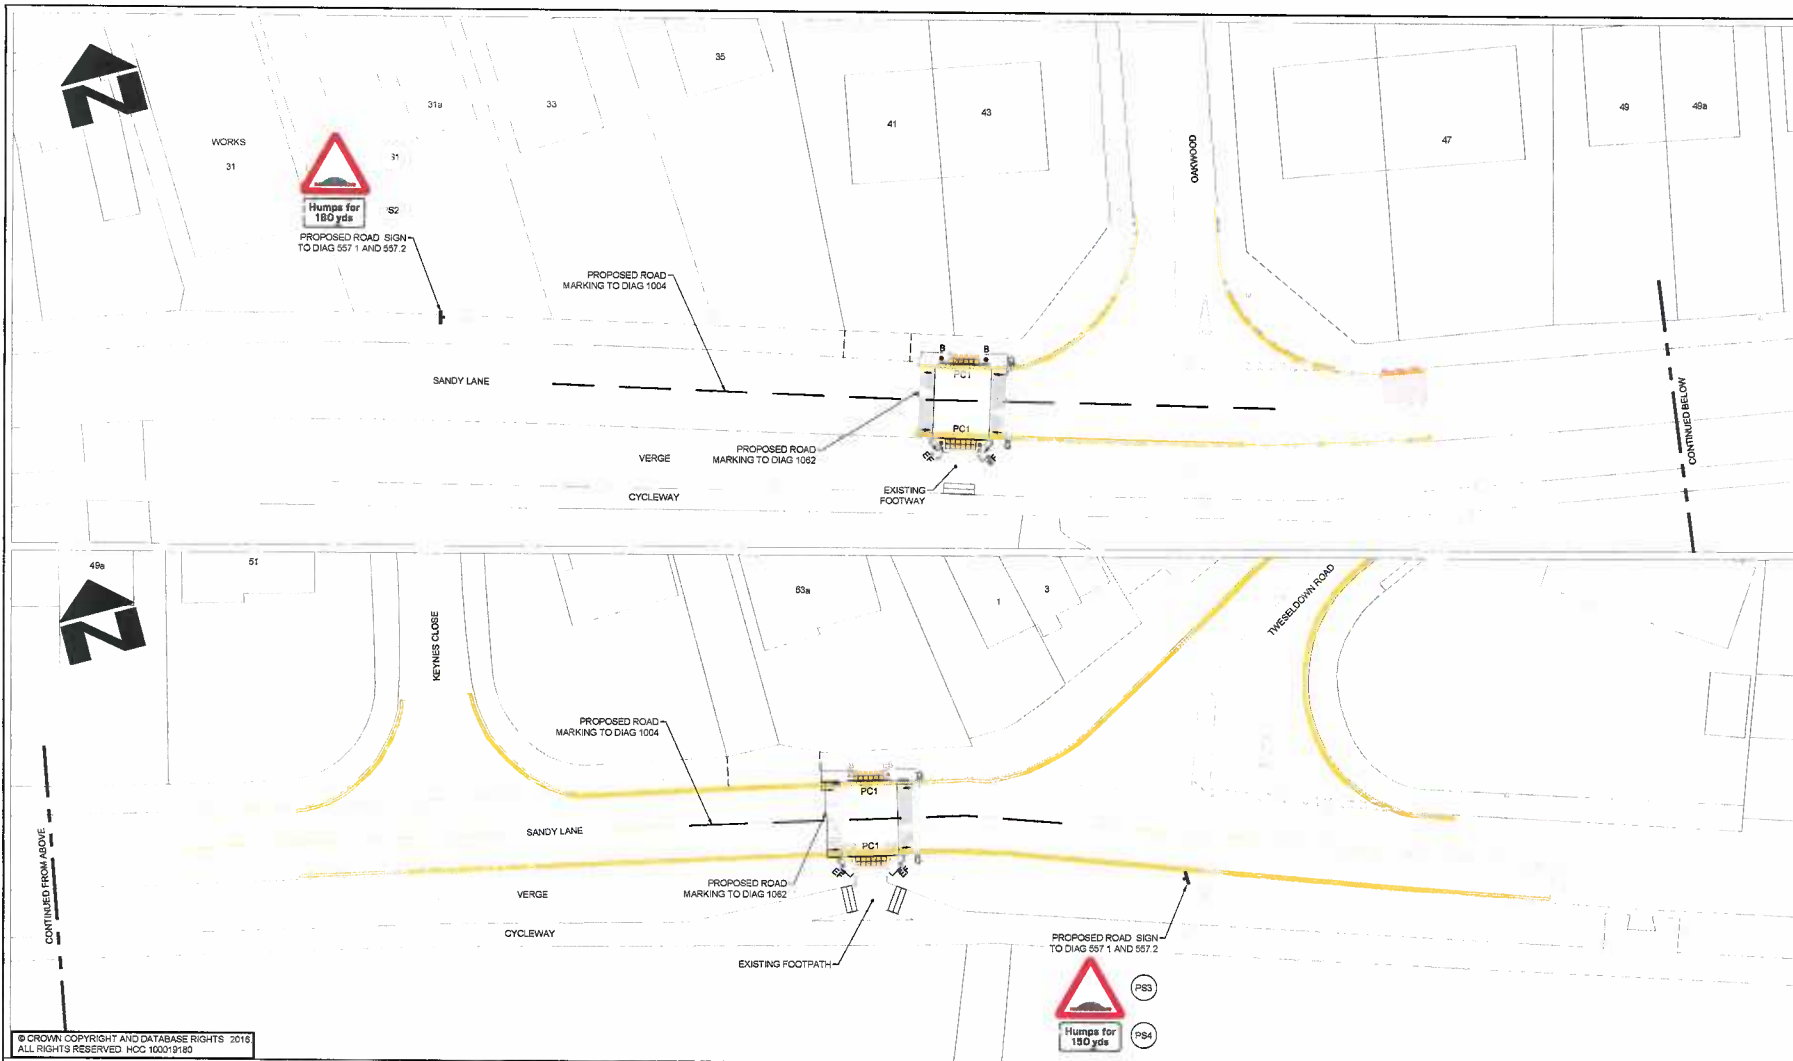 35
31a
33
41
43
49
49a
47
WORKS
31
OAKWOOD
Humps for
180 yds
PROPOSED ROAD SIGN
TO DIAG 557 1 AND 557.2
PROPOSED ROAD
MARKING TO DIAG 1004
B
B
PC1
SANDY LANE
PC1
PROPOSED ROAD
MARKING TO DIAG 1062
VERGE
CYCLEWAY
EXISTING
FOOTWAY
CONTINUED BELOW
49a
51
53a
1
3
KEYNES CLOSE
TWESELDOWN ROAD
PROPOSED ROAD
MARKING TO DIAG 1004
PC1
SANDY LANE
PC1
PROPOSED ROAD
MARKING TO DIAG 1062
VERGE
CYCLEWAY
EXISTING FOOTPATH
CONTINUED FROM ABOVE
PROPOSED ROAD SIGN
TO DIAG 557 1 AND 557.2
PS3
Humps for
150 yds
PS4
© CROWN COPYRIGHT AND DATABASE RIGHTS 2016
ALL RIGHTS RESERVED. HCC 100019180